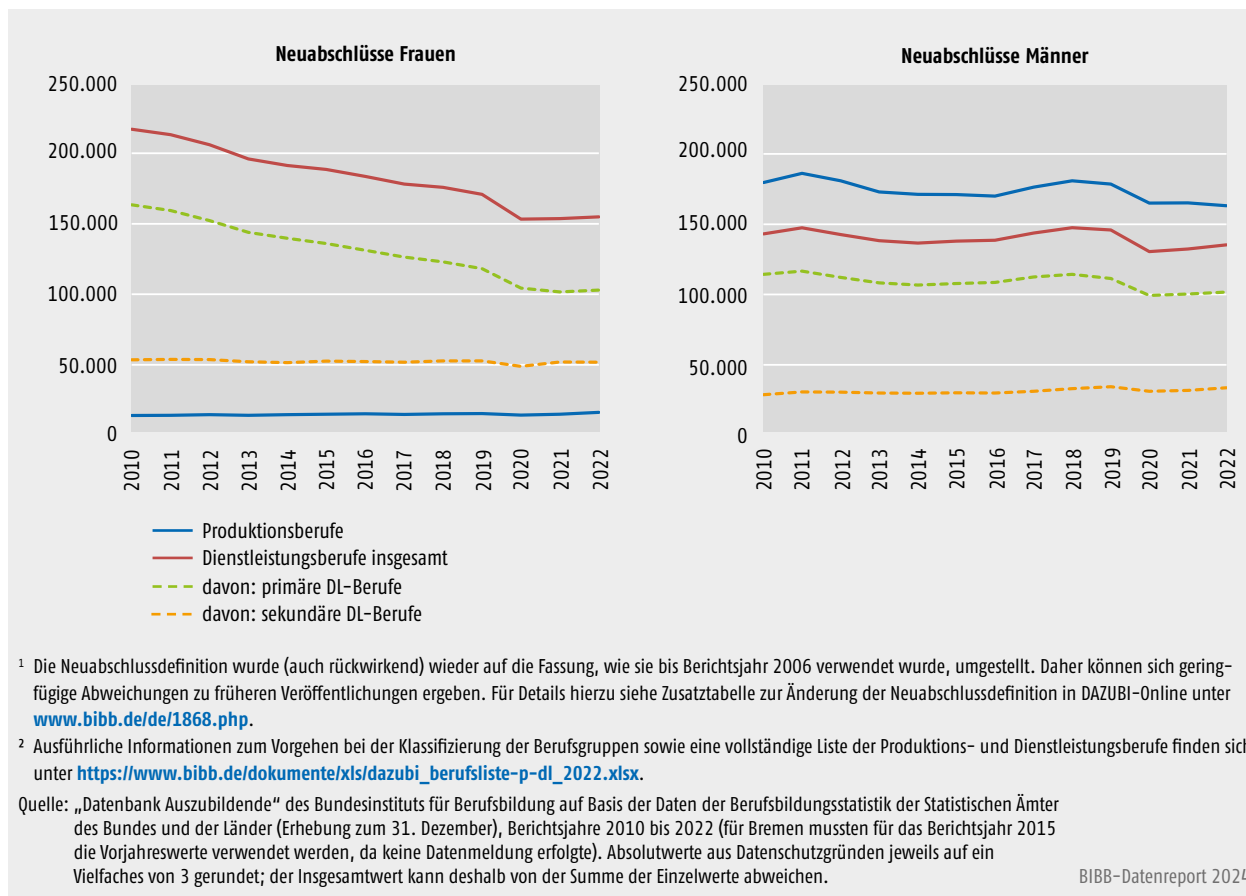 Neuabschlüsse Frauen
250.000
200.000
150.000
100.000
50.000
0
2010
2011
2012
2013
2014
2015
2016
2017
2018
2019
2020
2021
2022
Neuabschlüsse Männer
250.000
200.000
150.000
100.000
50.000
0
2010
2011
2012
2013
2014
2015
2016
2017
2018
2019
2020
2021
2022
Produktionsberufe
Dienstleistungsberufe insgesamt
davon: primäre DL-Berufe
davon: sekundäre DL-Berufe
¹ Die Neuabschlussdefinition wurde (auch rückwirkend) wieder auf die Fassung, wie sie bis Berichtsjahr 2006 verwendet wurde, umgestellt. Daher können sich gering-
fügige Abweichungen zu früheren Veröffentlichungen ergeben. Für Details hierzu siehe Zusatztabelle zur Änderung der Neuabschlussdefinition in DAZUBI-Online unter
www.bibb.de/de/1868.php.
² Ausführliche Informationen zum Vorgehen bei der Klassifizierung der Berufsgruppen sowie eine vollständige Liste der Produktions- und Dienstleistungsberufe finden sich
unter https://www.bibb.de/dokumente/xls/dazubi_berufsliste-p-dl_2022.xlsx.
Quelle: „Datenbank Auszubildende“ des Bundesinstituts für Berufsbildung auf Basis der Daten der Berufsbildungsstatistik der Statistischen Ämter
des Bundes und der Länder (Erhebung zum 31. Dezember), Berichtsjahre 2010 bis 2022 (für Bremen mussten für das Berichtsjahr 2015
die Vorjahreswerte verwendet werden, da keine Datenmeldung erfolgte). Absolutwerte aus Datenschutzgründen jeweils auf ein
Vielfaches von 3 gerundet; der Insgesamtwert kann deshalb von der Summe der Einzelwerte abweichen.
BIBB-Datenreport 2024